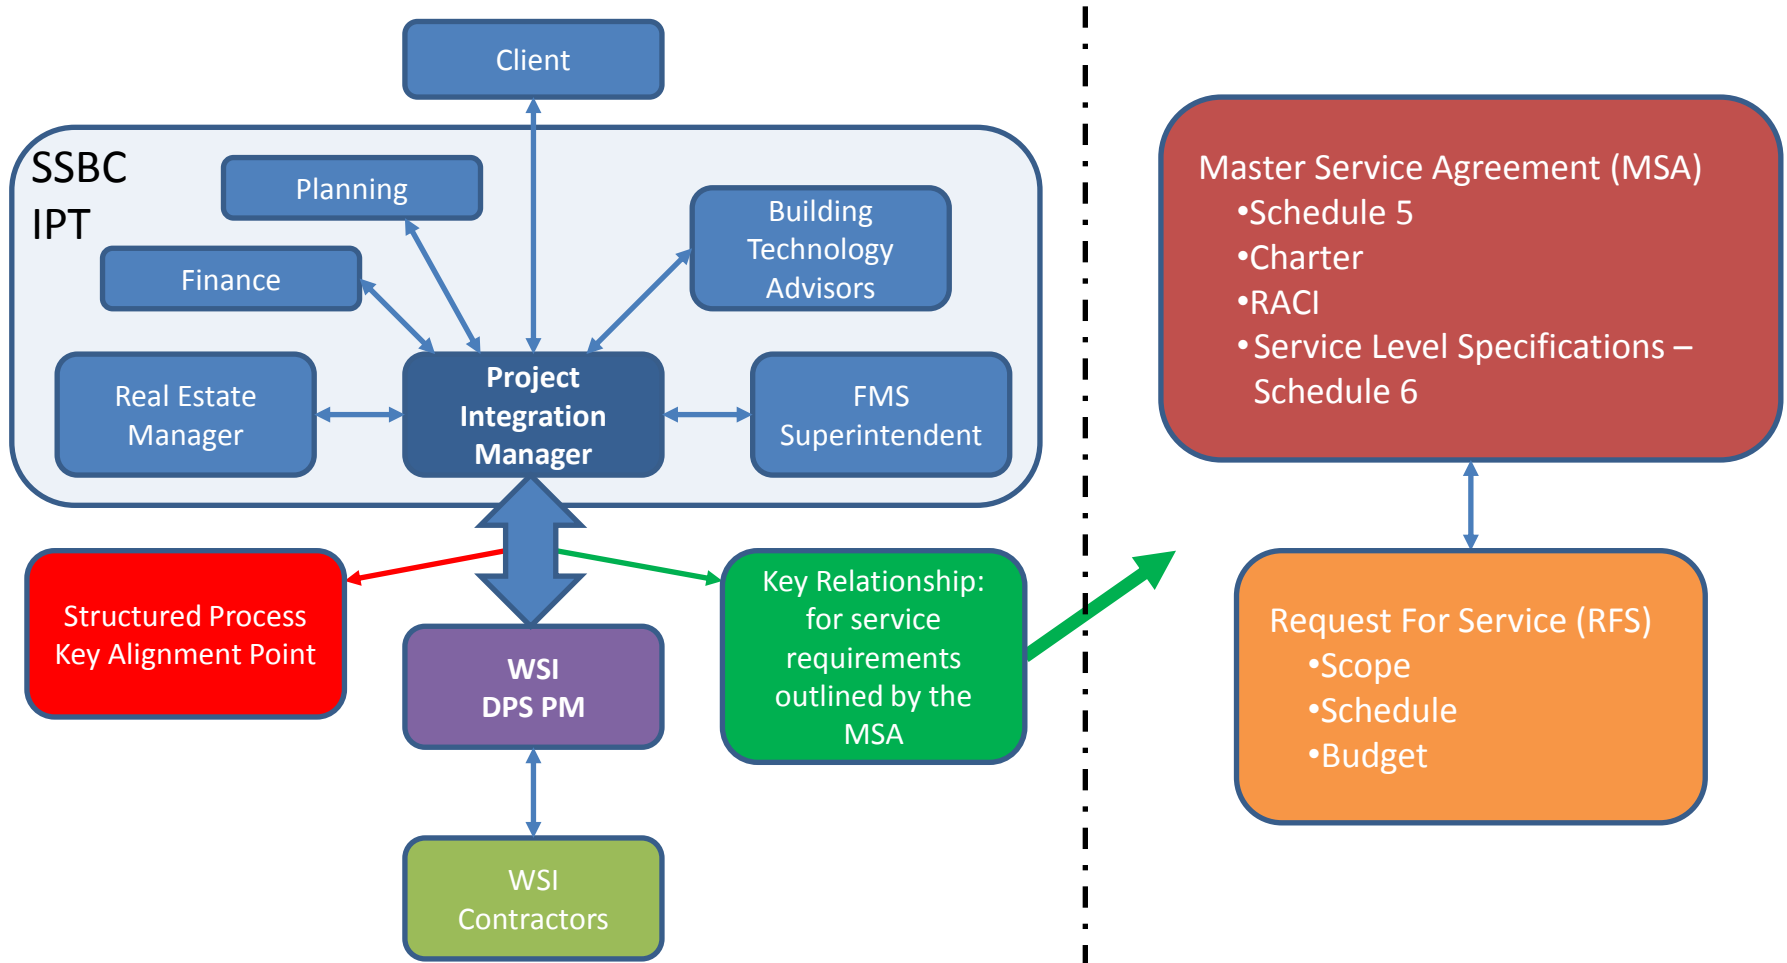 Client
SSBC
IPT
Planning
Building
Technology
Advisors
Finance
Real Estate
Manager
Project
Integration
Manager
FMS
Superintendent
Structured Process
Key Alignment Point
WSI
DPS PM
Key Relationship:
for service
requirements
outlined by the
MSA
WSI
Contractors
Master Service Agreement (MSA)
•Schedule 5
•Charter
•RACI
•Service Level Specifications –
Schedule 6
Request For Service (RFS)
•Scope
•Schedule
•Budget